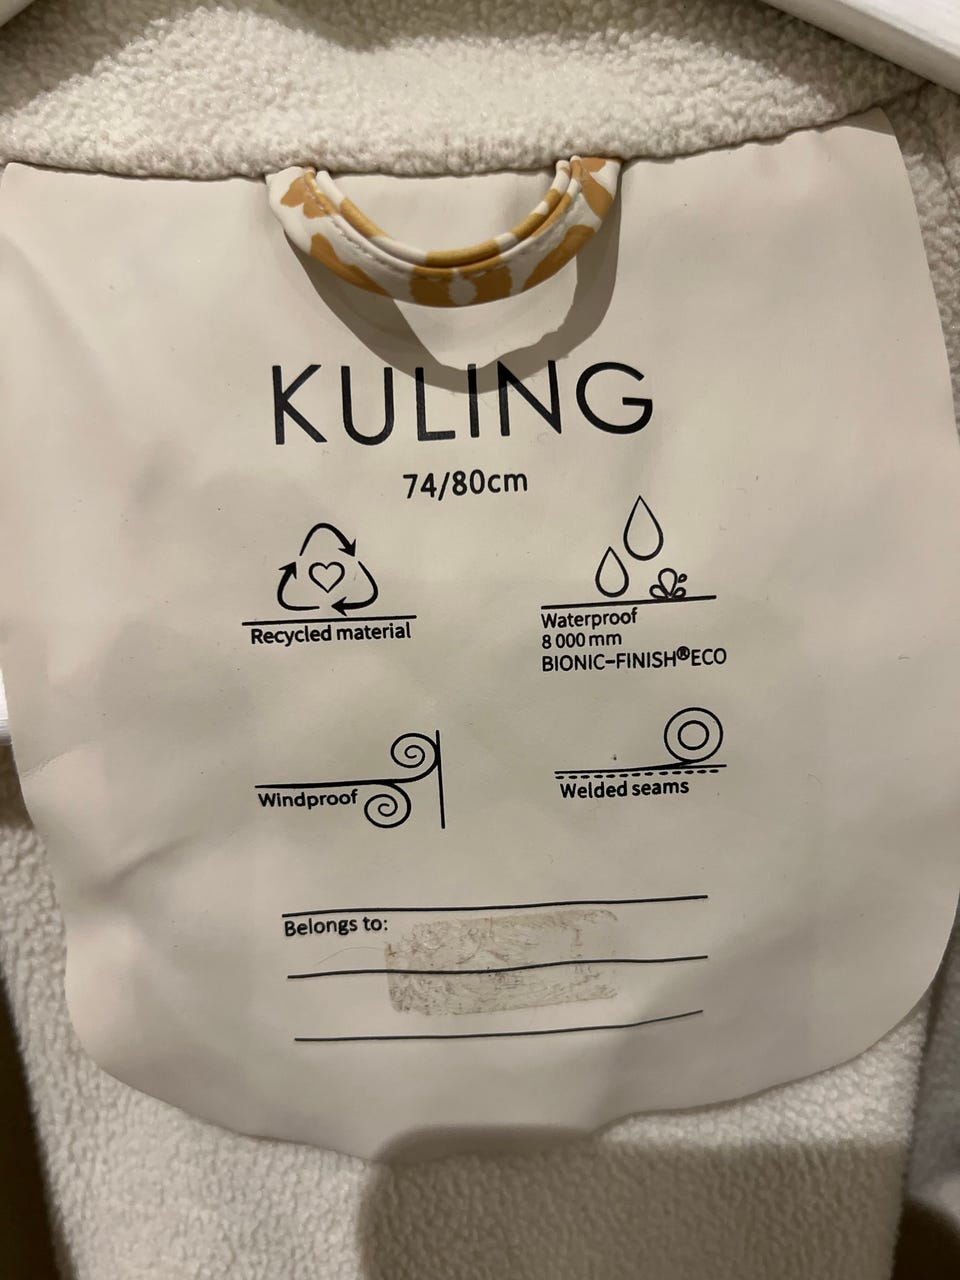 KULING
74/80cm
Recycled material
Waterproof
8 000 mm
BIONIC-FINISH®ECO
Windproof
Welded seams
Belongs to: